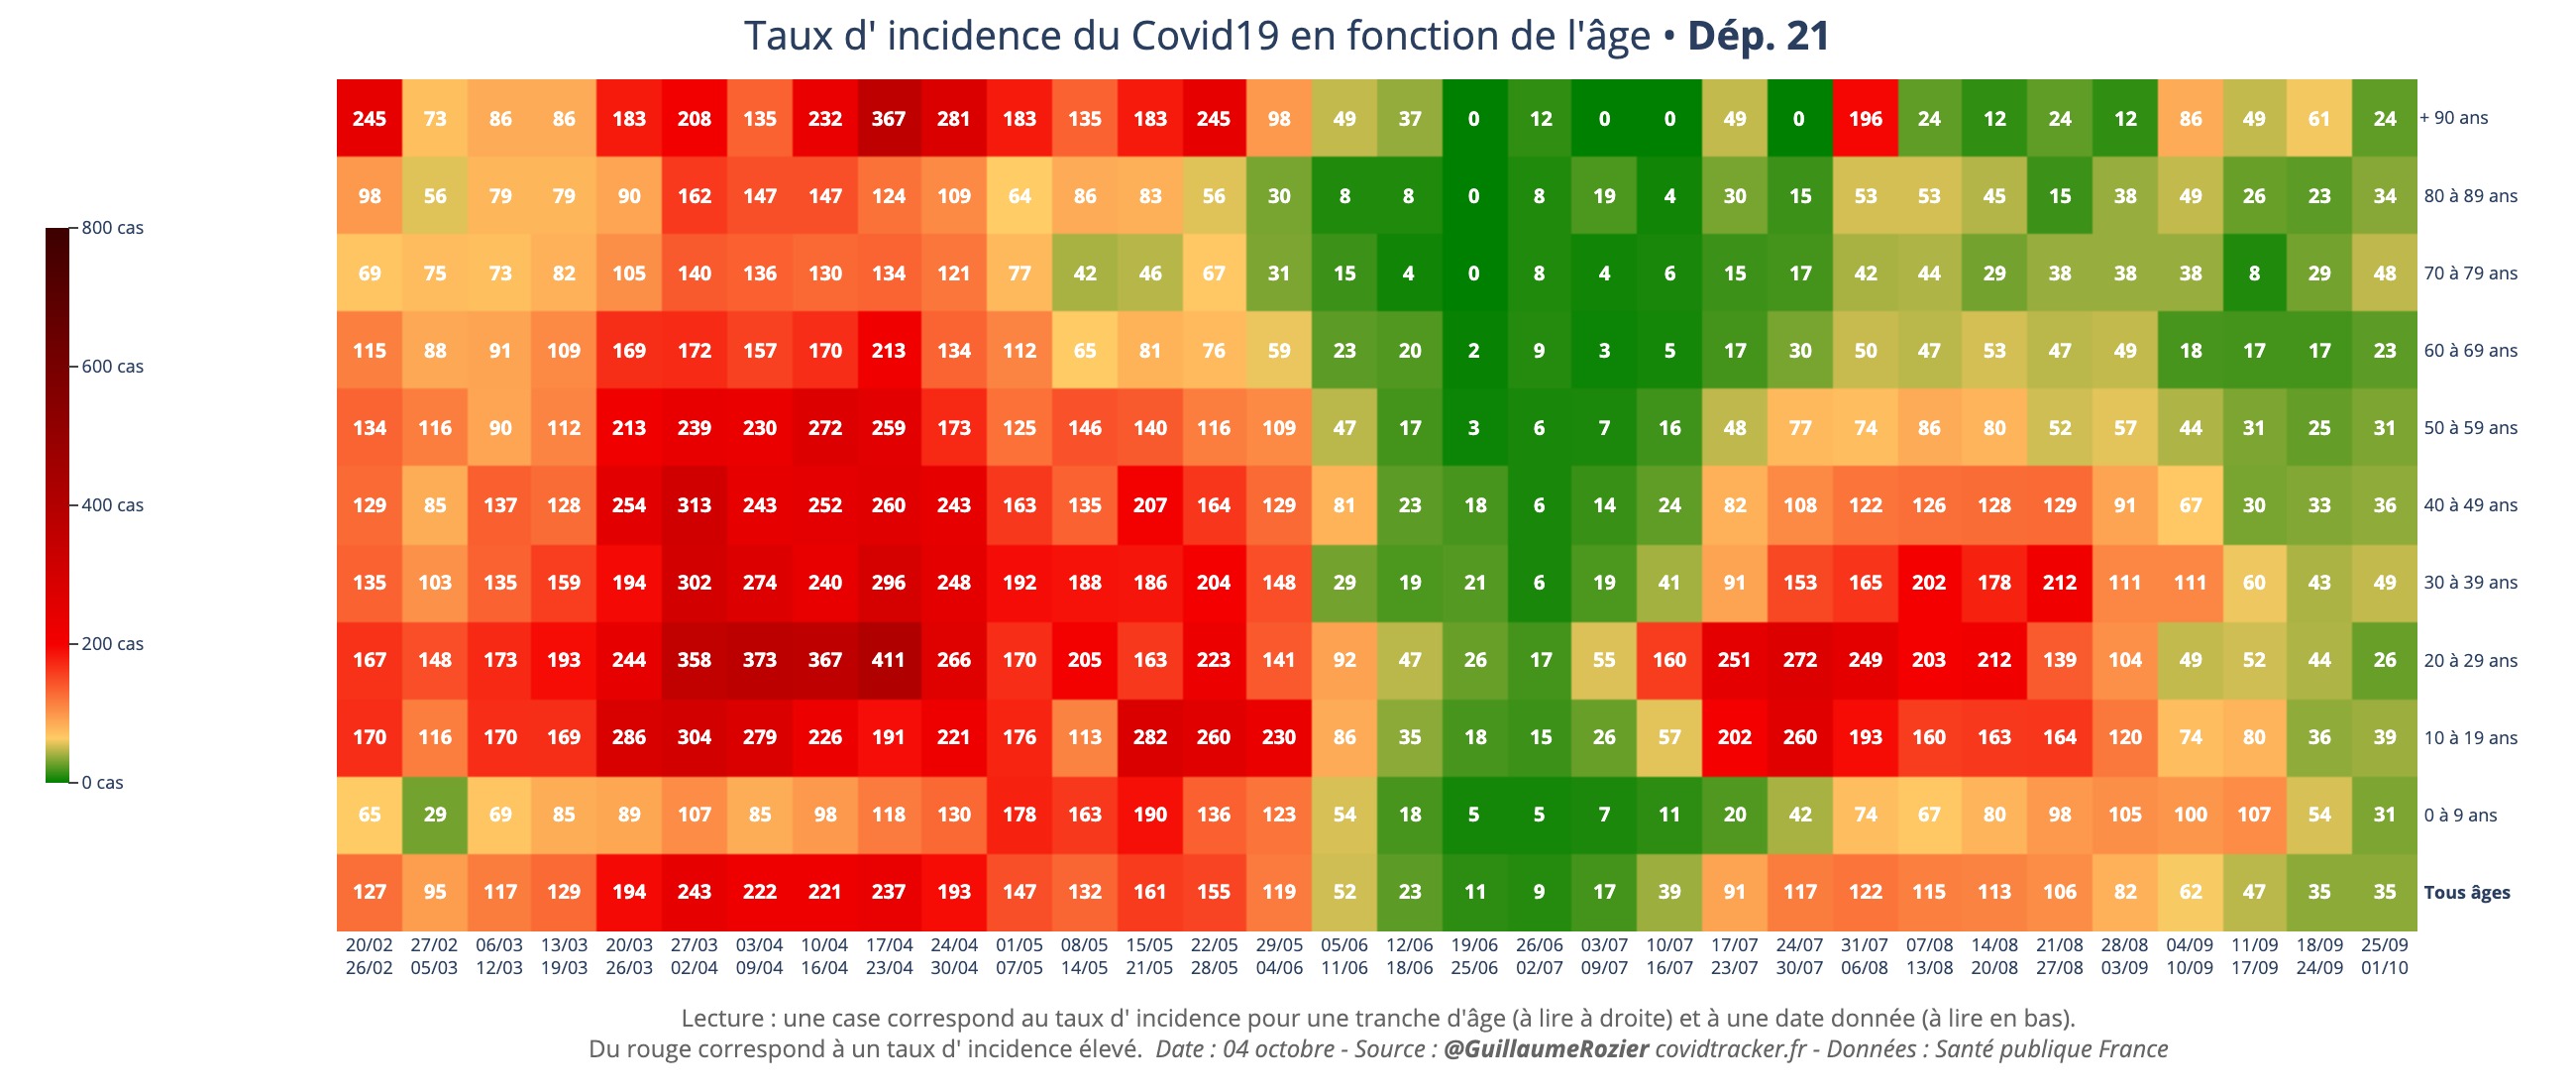 Taux d' incidence du Covid19 en fonction de l'âge • Dép. 21
245 73 86 86 183 208 135 232 367 281 183 135 183 245 98 49 37 0 12 0 0 49 0 196 24 12 24 12 86 49 61 24 + 90 ans
98 56 79 79 90 162 147 147 124 109 64 86 83 56 30 8 8 0 8 19 4 30 15 53 53 45 15 38 49 26 23 34 80 à 89 ans
800 cas
69 75 73 82 105 140 136 130 134 121 77 42 46 67 31 15 4 0 8 4 6 15 17 42 44 29 38 38 38 8 29 48 70 à 79 ans
115 88 91 109 169 172 157 170 213 134 112 65 81 76 59 23 20 2 9 3 5 17 30 50 47 53 47 49 18 17 17 23 60 à 69 ans
600 cas
134 116 90 112 213 239 230 272 259 173 125 146 140 116 109 47 17 3 6 7 16 48 77 74 86 80 52 57 44 31 25 31 50 à 59 ans
400 cas
129 85 137 128 254 313 243 252 260 243 163 135 207 164 129 81 23 18 6 14 24 82 108 122 126 128 129 91 67 30 33 36 40 à 49 ans
135 103 135 159 194 302 274 240 296 248 192 188 186 204 148 29 19 21 6 19 41 91 153 165 202 178 212 111 111 60 43 49 30 à 39 ans
200 cas
167 148 173 193 244 358 373 367 411 266 170 205 163 223 141 92 47 26 17 55 160 251 272 249 203 212 139 104 49 52 44 26 20 à 29 ans
170 116 170 169 286 304 279 226 191 221 176 113 282 260 230 86 35 18 15 26 57 202 260 193 160 163 164 120 74 80 36 39 10 à 19 ans
0 cas
65 29 69 85 89 107 85 98 118 130 178 163 190 136 123 54 18 5 5 7 11 20 42 74 67 80 98 105 100 107 54 31 0 à 9 ans
127 95 117 129 194 243 222 221 237 193 147 132 161 155 119 52 23 11 9 17 39 91 117 122 115 113 106 82 62 47 35 35 Tous âges
20/02 27/02 06/03 13/03 20/03 27/03 03/04 10/04 17/04 24/04 01/05 08/05 15/05 22/05 29/05 05/06 12/06 19/06 26/06 03/07 10/07 17/07 24/07 31/07 07/08 14/08 21/08 28/08 04/09 11/09 18/09 25/09
26/02 05/03 12/03 19/03 26/03 02/04 09/04 16/04 23/04 30/04 07/05 14/05 21/05 28/05 04/06 11/06 18/06 25/06 02/07 09/07 16/07 23/07 30/07 06/08 13/08 20/08 27/08 03/09 10/09 17/09 24/09 01/10
Lecture : une case correspond au taux d' incidence pour une tranche d'âge (à lire à droite) et à une date donnée (à lire en bas).
Du rouge correspond à un taux d' incidence élevé. Date : 04 octobre - Source : @GuillaumeRozier covidtracker.fr - Données : Santé publique France